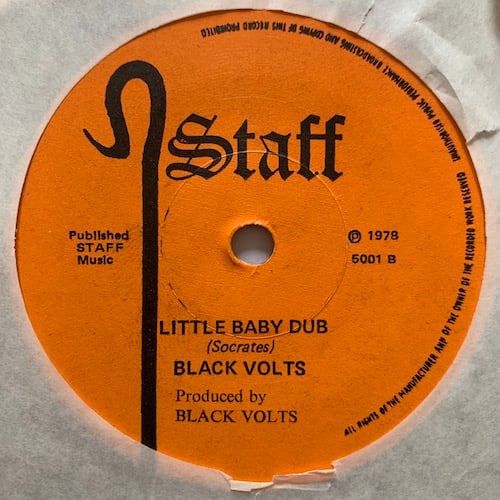 UNAUTHORISED PUBLIC PERFORMANCE BROADCASTING AND COPYING OF THIS RECORD PROHIBITED
Staff
Published
STAFF
Music
℗ 1978
5001 B
LITTLE BABY DUB
(Socrates)
BLACK VOLTS
Produced by
BLACK VOLTS
ALL RIGHTS OF THE MANUFACTURER AND OF THE OWNER OF THE RECORDED WORK RESERVED